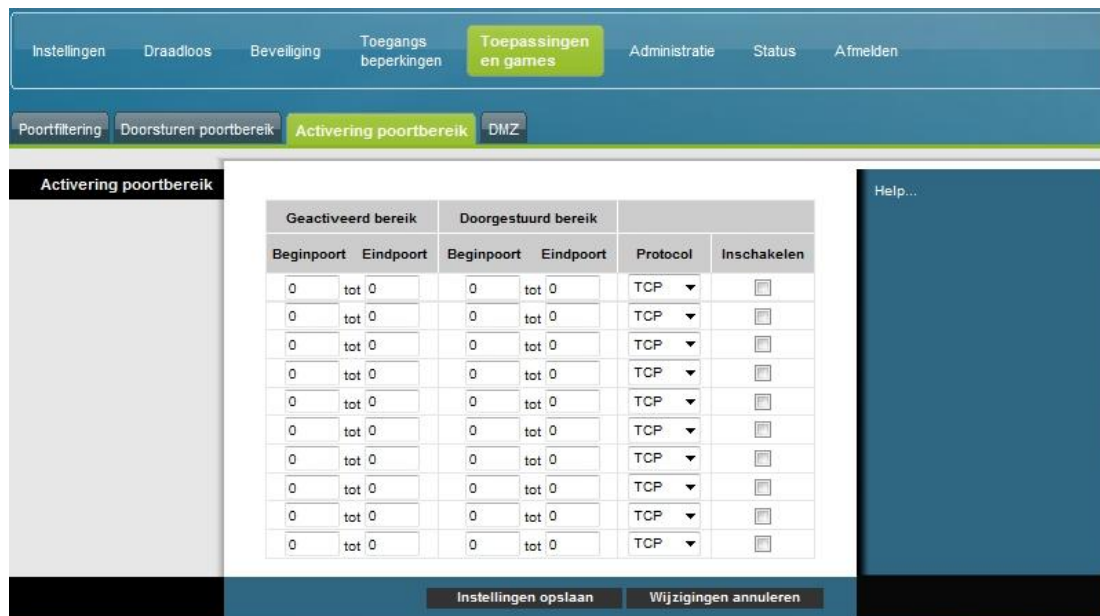 Instellingen Draadloos Beveiliging Toegangs beperkingen Toepassingen en games Administratie Status Afmelden
Poortfiltering Doorsturen poortbereik Activering poortbereik DMZ
Activering poortbereik
Help...
Geactiveerd bereik Doorgestuurd bereik
Beginpoort Eindpoort Beginpoort Eindpoort Protocol Inschakelen
0 tot 0 0 tot 0 TCP
0 tot 0 0 tot 0 TCP
0 tot 0 0 tot 0 TCP
0 tot 0 0 tot 0 TCP
0 tot 0 0 tot 0 TCP
0 tot 0 0 tot 0 TCP
0 tot 0 0 tot 0 TCP
0 tot 0 0 tot 0 TCP
0 tot 0 0 tot 0 TCP
0 tot 0 0 tot 0 TCP
Instellingen opslaan Wijzigingen annuleren